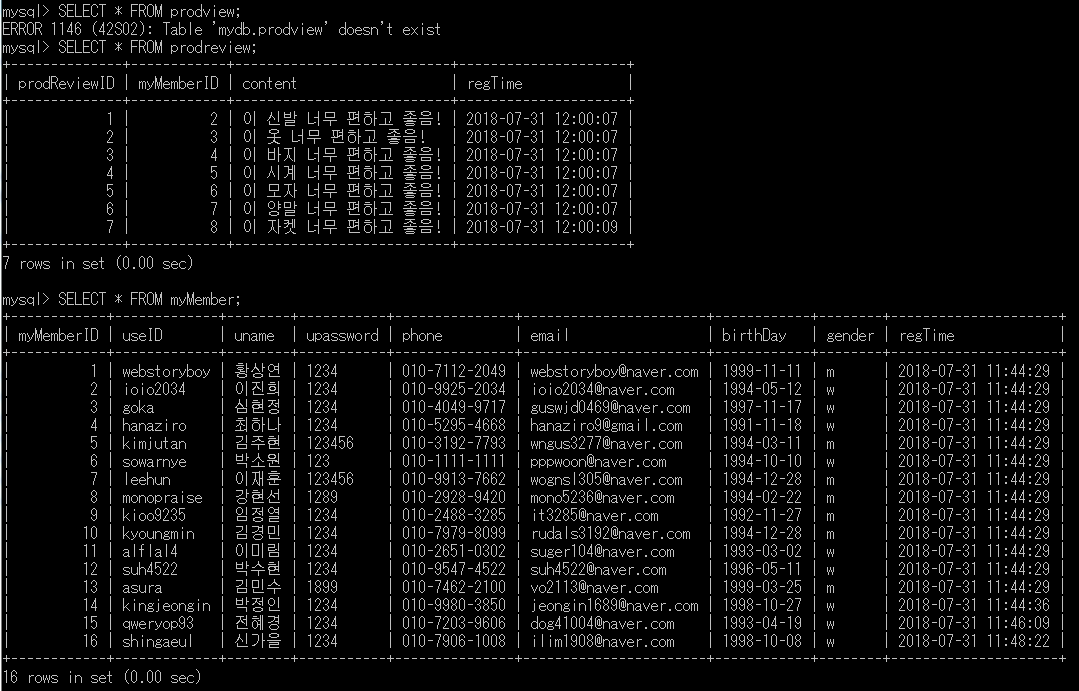 mysql> SELECT * FROM prodview;
ERROR 1146 (42S02): Table 'mydb.prodview' doesn't exist
mysql> SELECT * FROM prodreview;
+--------------+------------+---------------------------+---------------------+
| prodReviewID | myMemberID | content | regTime |
+--------------+------------+---------------------------+---------------------+
| 1 | 2 | 이 신발 너무 편하고 좋음! | 2018-07-31 12:00:07 |
| 2 | 3 | 이 옷 너무 편하고 좋음! | 2018-07-31 12:00:07 |
| 3 | 4 | 이 바지 너무 편하고 좋음! | 2018-07-31 12:00:07 |
| 4 | 5 | 이 시계 너무 편하고 좋음! | 2018-07-31 12:00:07 |
| 5 | 6 | 이 모자 너무 편하고 좋음! | 2018-07-31 12:00:07 |
| 6 | 7 | 이 양말 너무 편하고 좋음! | 2018-07-31 12:00:07 |
| 7 | 8 | 이 자켓 너무 편하고 좋음! | 2018-07-31 12:00:09 |
+--------------+------------+---------------------------+---------------------+
7 rows in set (0.00 sec)
mysql> SELECT * FROM myMember;
+------------+------------+--------+-----------+---------------+-----------------------+------------+--------+---------------------+
| myMemberID | useID | uname | upassword | phone | email | birthDay | gender | regTime |
+------------+------------+--------+-----------+---------------+-----------------------+------------+--------+---------------------+
| 1 | webstoryboy | 황상연 | 1234 | 010-7112-2049 | webstoryboy@naver.com | 1999-11-11 | m | 2018-07-31 11:44:29 |
| 2 | ioio2034 | 이진희 | 1234 | 010-9925-2034 | ioio2034@naver.com | 1994-05-12 | w | 2018-07-31 11:44:29 |
| 3 | goka | 심현정 | 1234 | 010-4049-9717 | guswjd0469@naver.com | 1997-11-17 | w | 2018-07-31 11:44:29 |
| 4 | hanaziro | 최하나 | 1234 | 010-5295-4668 | hanaziro9@gmail.com | 1991-11-18 | w | 2018-07-31 11:44:29 |
| 5 | kimjutan | 김주현 | 123456 | 010-3192-7793 | wngus3277@naver.com | 1994-03-11 | m | 2018-07-31 11:44:29 |
| 6 | sowarnye | 박소원 | 123 | 010-1111-1111 | pppwoon@naver.com | 1994-10-10 | w | 2018-07-31 11:44:29 |
| 7 | leehun | 이재훈 | 123456 | 010-9913-7662 | wognsl305@naver.com | 1994-12-28 | m | 2018-07-31 11:44:29 |
| 8 | monopraise | 강현선 | 1289 | 010-2928-9420 | mono5236@naver.com | 1994-02-22 | m | 2018-07-31 11:44:29 |
| 9 | kioo9235 | 임정열 | 1234 | 010-2488-3285 | it3285@naver.com | 1992-11-27 | m | 2018-07-31 11:44:29 |
| 10 | kyoungmin | 김경민 | 1234 | 010-7979-8099 | rudals3192@naver.com | 1994-12-28 | m | 2018-07-31 11:44:29 |
| 11 | alflal4 | 이미림 | 1234 | 010-2651-0302 | suger104@naver.com | 1993-03-02 | w | 2018-07-31 11:44:29 |
| 12 | suh4522 | 박수현 | 1234 | 010-9547-4522 | suh4522@naver.com | 1996-05-11 | w | 2018-07-31 11:44:29 |
| 13 | asura | 김민수 | 1899 | 010-7462-2100 | vo2113@naver.com | 1999-03-25 | m | 2018-07-31 11:44:29 |
| 14 | kingjeongin | 박정인 | 1234 | 010-9980-3850 | jeongin1689@naver.com | 1998-10-27 | w | 2018-07-31 11:44:36 |
| 15 | qweryop93 | 전혜경 | 1234 | 010-7203-9606 | dog41004@naver.com | 1993-04-19 | w | 2018-07-31 11:46:09 |
| 16 | shingaeul | 신가을 | 1234 | 010-7906-1008 | ilim1908@naver.com | 1998-10-08 | w | 2018-07-31 11:48:22 |
+------------+------------+--------+-----------+---------------+-----------------------+------------+--------+---------------------+
16 rows in set (0.00 sec)